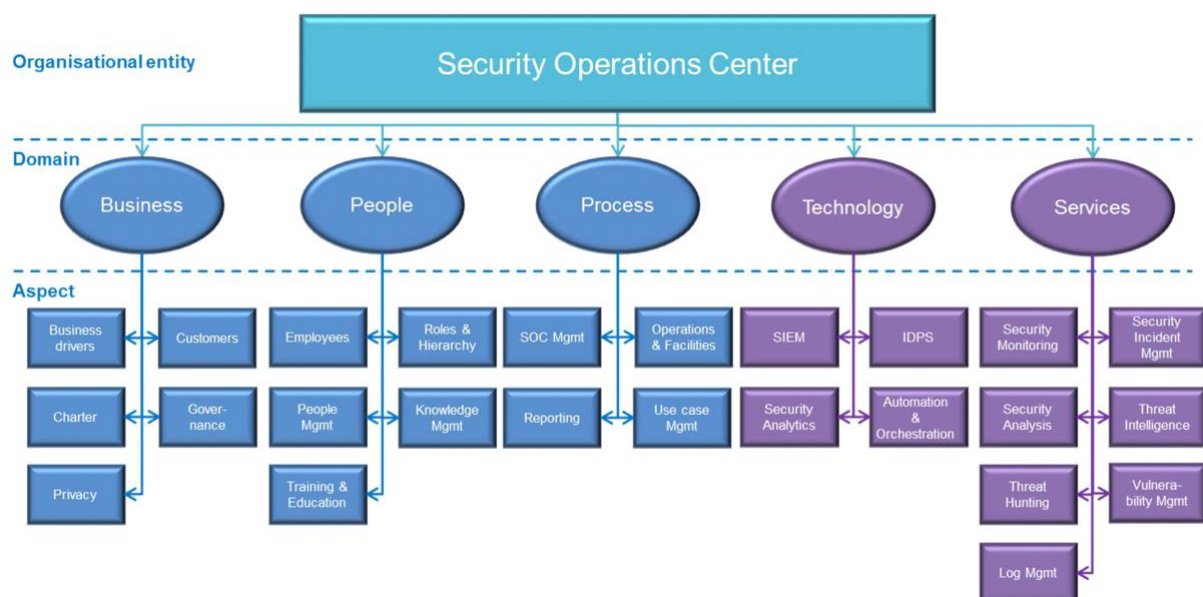 Organisational entity
Security Operations Center
Domain
Business
People
Process
Technology
Services
Aspect
Business
drivers
Customers
Employees
Roles &
Hierarchy
SOC Mgmt
Operations
& Facilities
SIEM
IDPS
Security
Monitoring
Security
Incident
Mgmt
Charter
Gover-
nance
People
Mgmt
Knowledge
Mgmt
Reporting
Use case
Mgmt
Security
Analytics
Automation
&
Orchestration
Security
Analysis
Threat
Intelligence
Privacy
Training &
Education
Threat
Hunting
Vulnera-
bility Mgmt
Log Mgmt